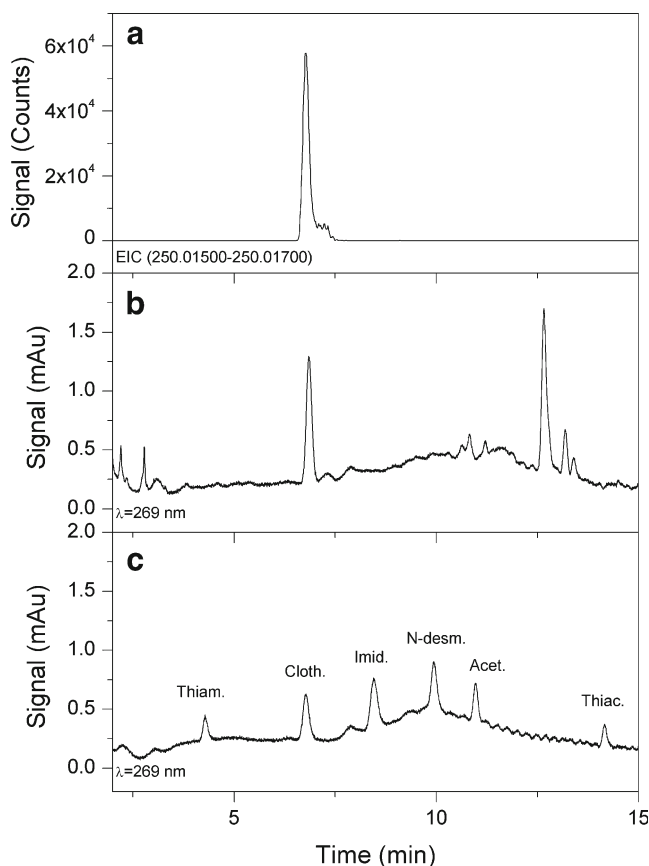 a
Signal (Counts)
6x10⁴
4x10⁴
2x10⁴
0
EIC (250.01500-250.01700)
b
Signal (mAu)
2.0
1.5
1.0
0.5
0.0
λ=269 nm
c
Signal (mAu)
2.0
1.5
1.0
0.5
0.0
Thiam.
Cloth.
Imid.
N-desm.
Acet.
Thiac.
λ=269 nm
5 10 15
Time (min)